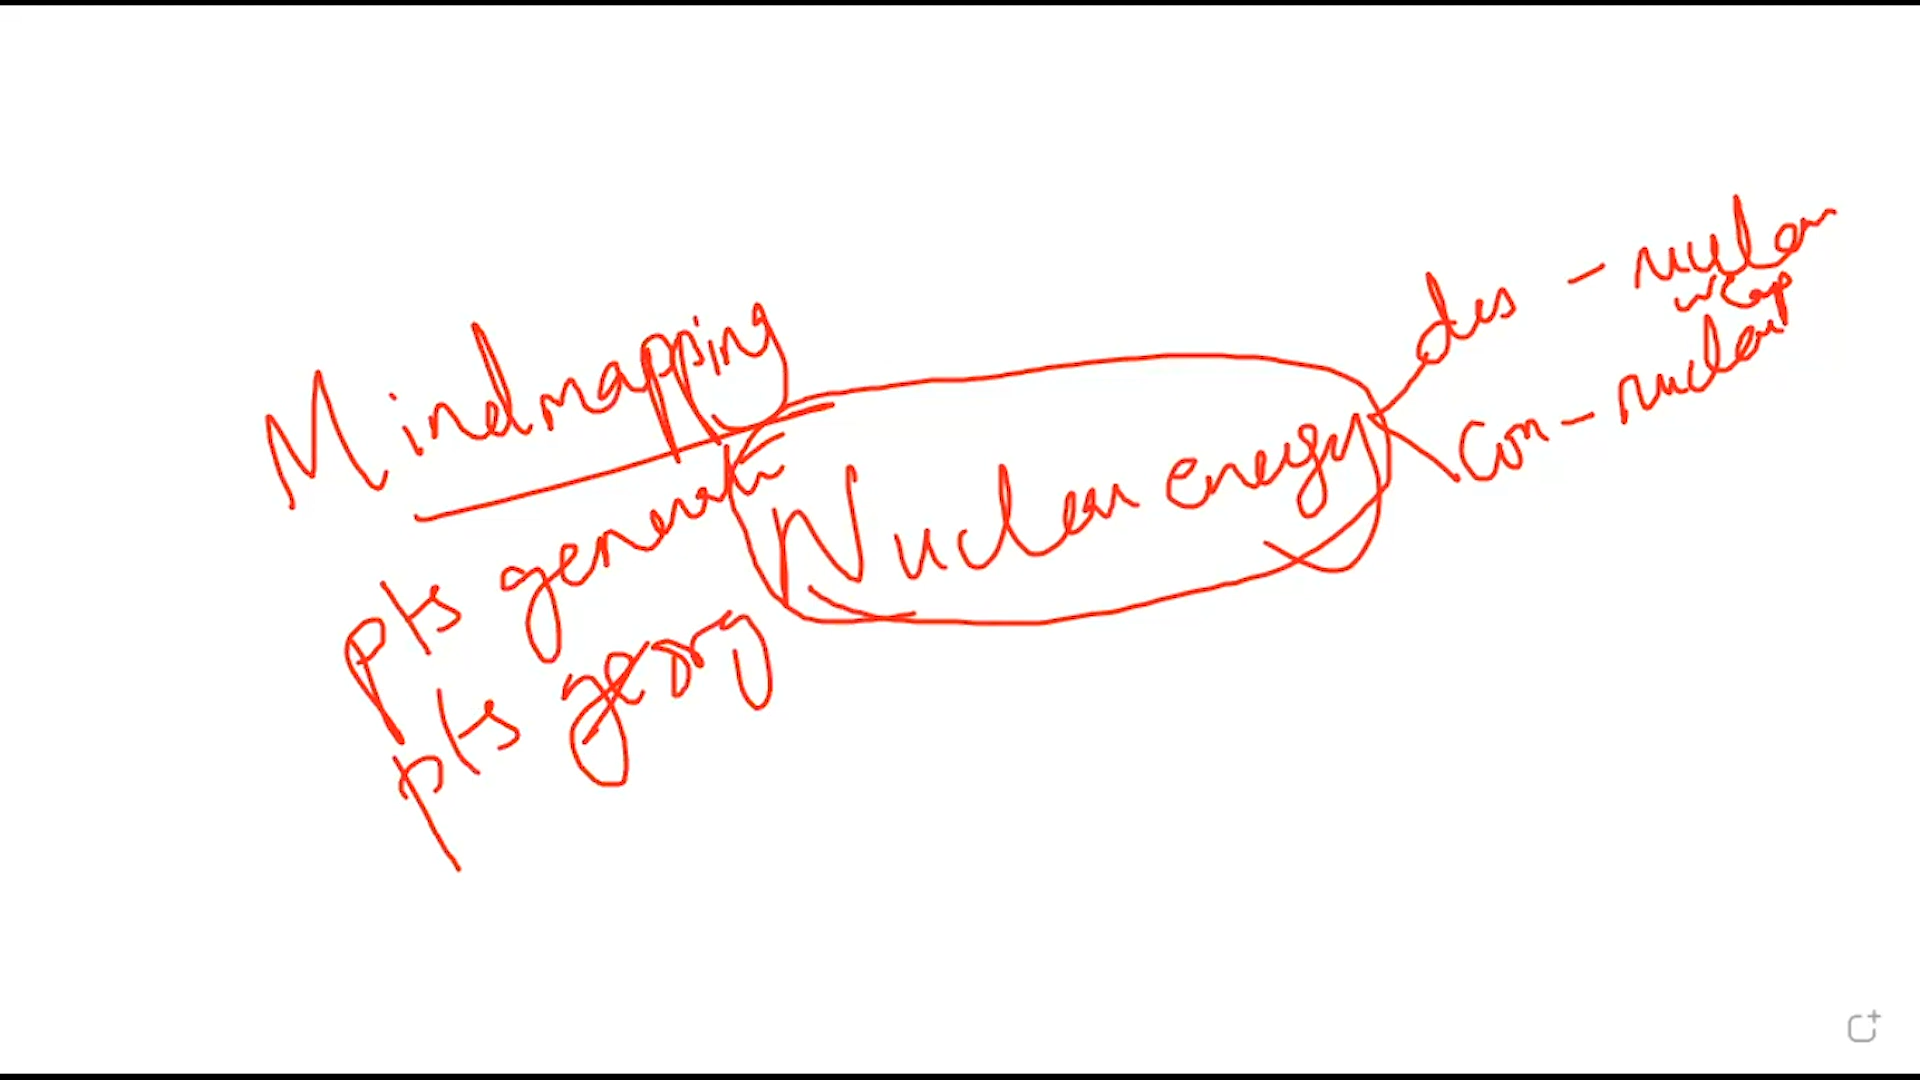 Mindmapping
pts generate
pts
p
Nuclear energy
des - nuclear
weap
Con - nuclear